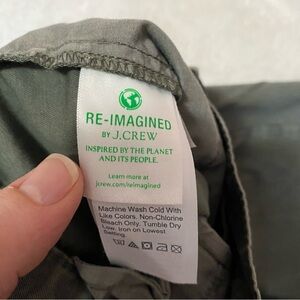 RE-IMAGINED
BY J.CREW
INSPIRED BY THE PLANET
AND ITS PEOPLE.
Learn more at
jcrew.com/reimagined
Machine Wash Cold With
Like Colors. Non-Chlorine
Bleach Only. Tumble Dry
Low. Iron on Lowest
Setting.